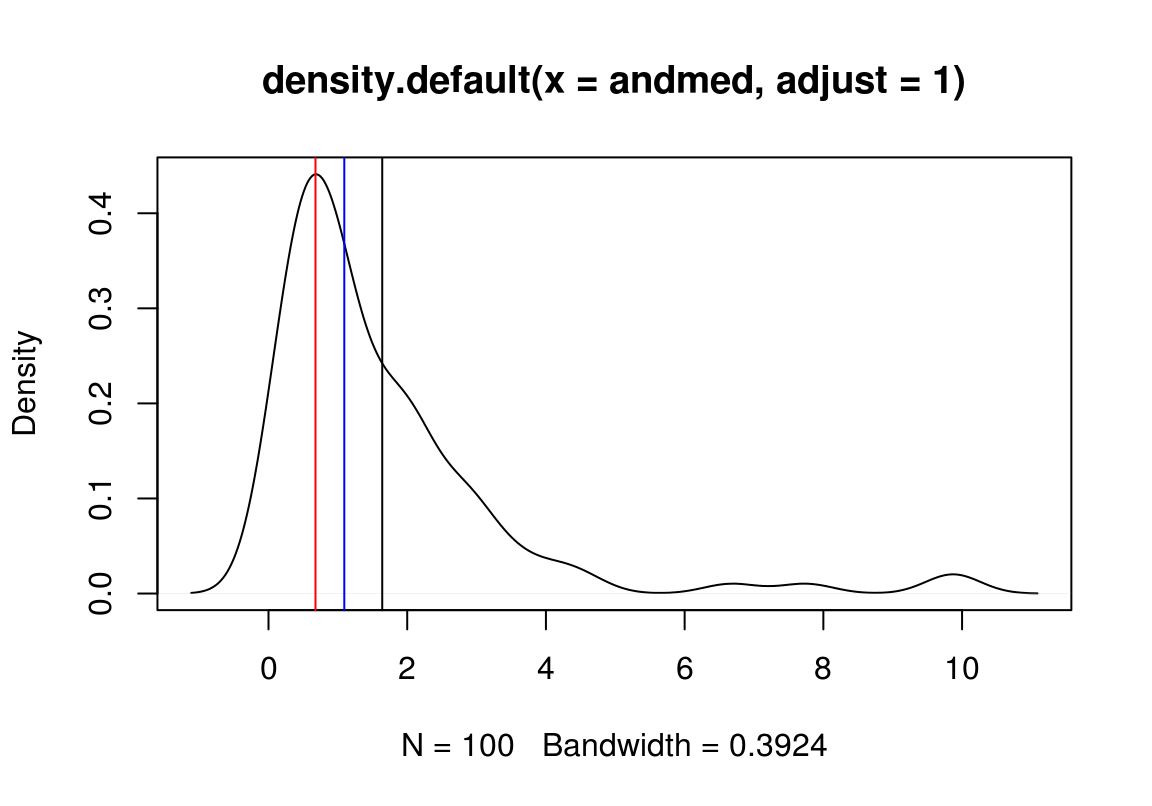 density.default(x = andmed, adjust = 1)
Density
0.4
0.3
0.2
0.1
0.0
0 2 4 6 8 10
N = 100 Bandwidth = 0.3924